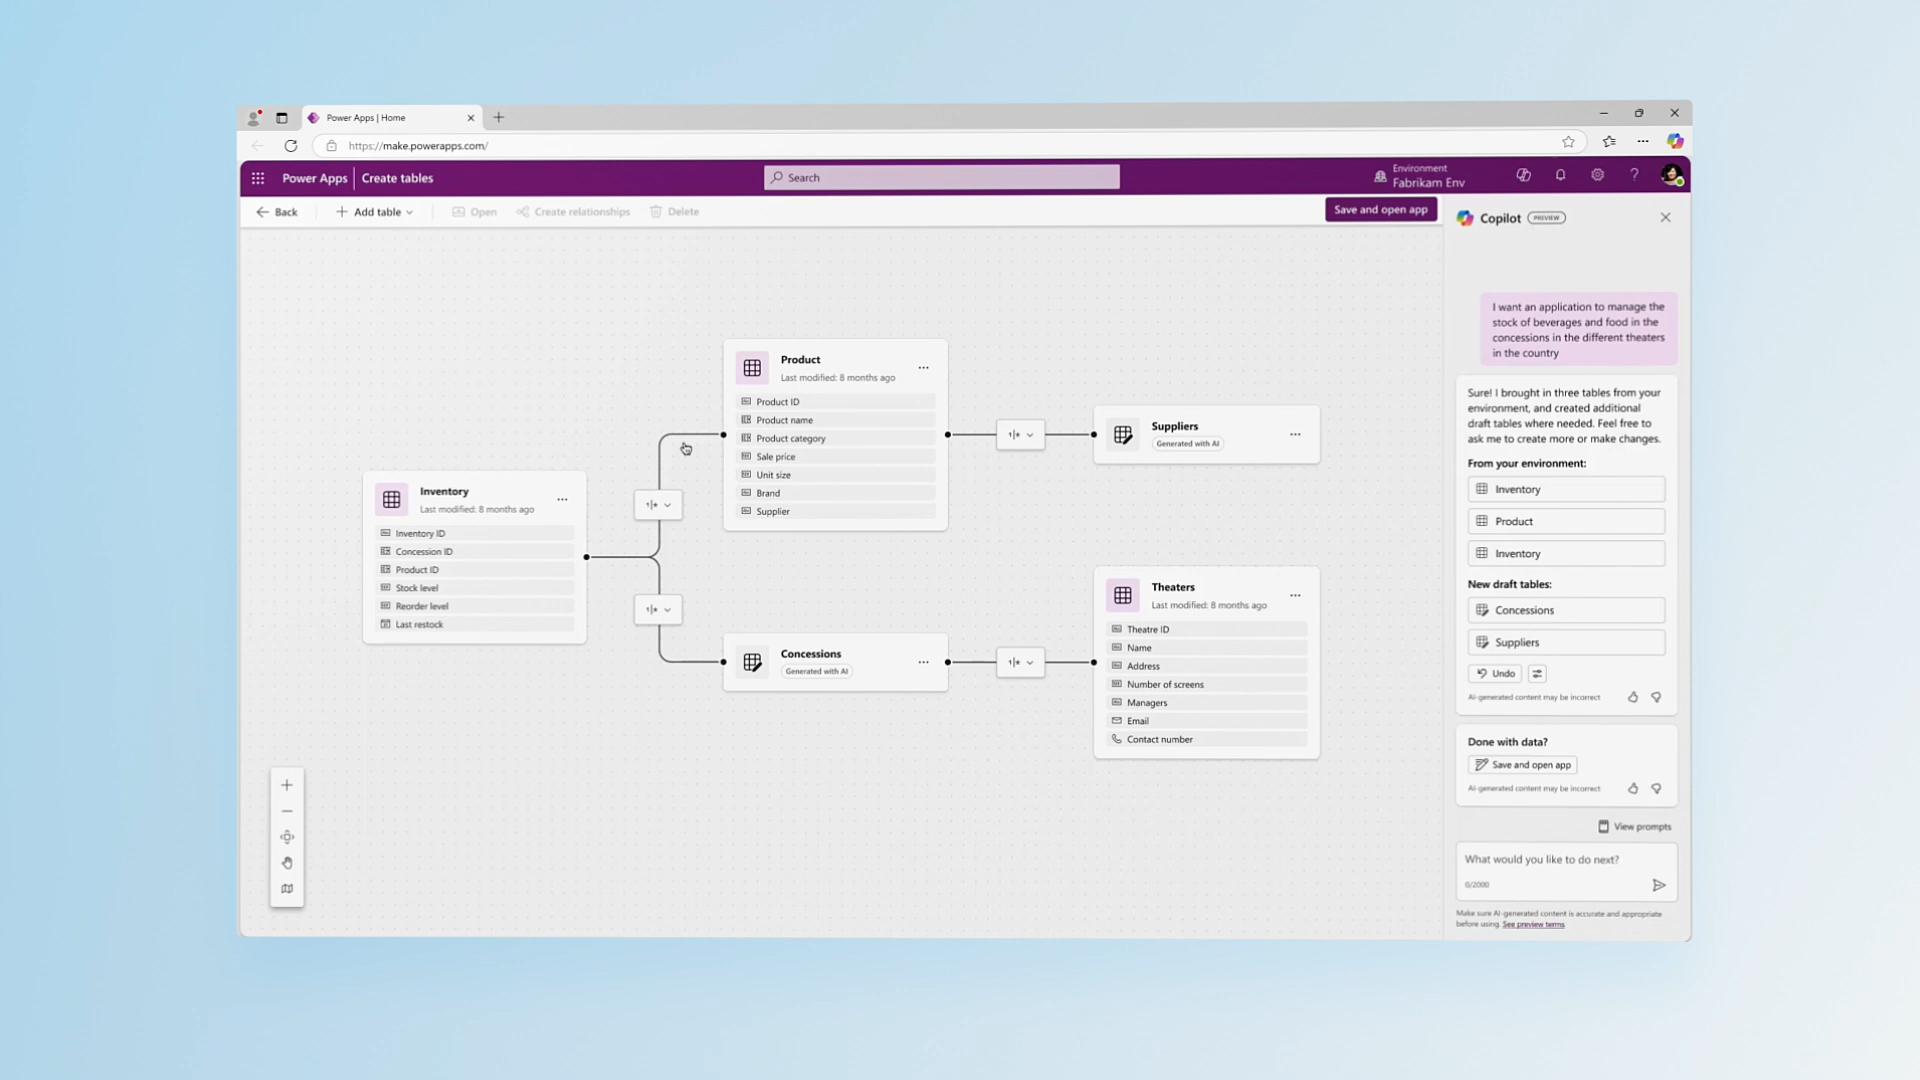 Power Apps | Home
https://make.powerapps.com/
Power Apps
Create tables
Search
Environment
Fabrikam Env
Back
Add table
Open
Create relationships
Delete
Save and open app
Copilot
PREVIEW
I want an application to manage the
stock of beverages and food in the
concessions in the different theaters
in the country
Sure! I brought in three tables from your
environment, and created additional
draft tables where needed. Feel free to
ask me to create more or make changes.
From your environment:
Inventory
Product
Inventory
New draft tables:
Concessions
Suppliers
Undo
AI-generated content may be incorrect
Done with data?
Save and open app
AI-generated content may be incorrect
View prompts
What would you like to do next?
0/2000
Make sure AI-generated content is accurate and appropriate
before using. See preview terms
Inventory
Last modified: 8 months ago
Inventory ID
Concession ID
Product ID
Stock level
Reorder level
Last restock
1|*
1|*
Product
Last modified: 8 months ago
Product ID
Product name
Product category
Sale price
Unit size
Brand
Supplier
1|*
Suppliers
Generated with AI
Concessions
Generated with AI
1|*
Theaters
Last modified: 8 months ago
Theatre ID
Name
Address
Number of screens
Managers
Email
Contact number